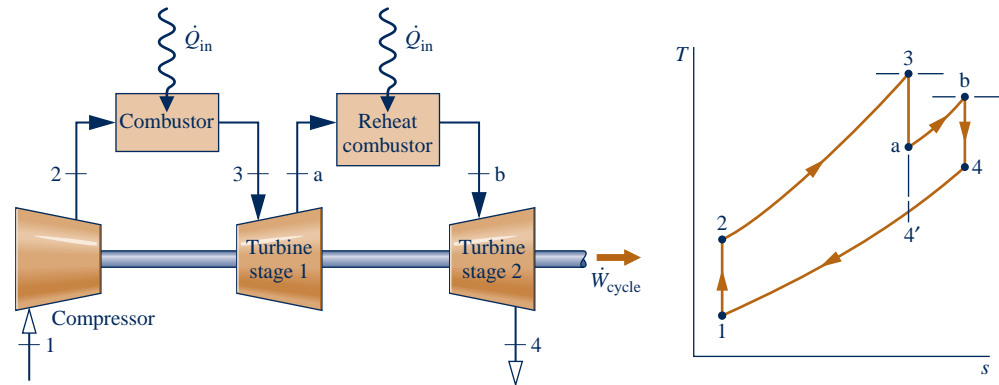 Q̇in
Q̇in
Combustor
Reheat
combustor
2
3
a
b
Turbine
stage 1
Turbine
stage 2
Ẇcycle
Compressor
1
4
T
3
b
a
4
2
4′
1
s